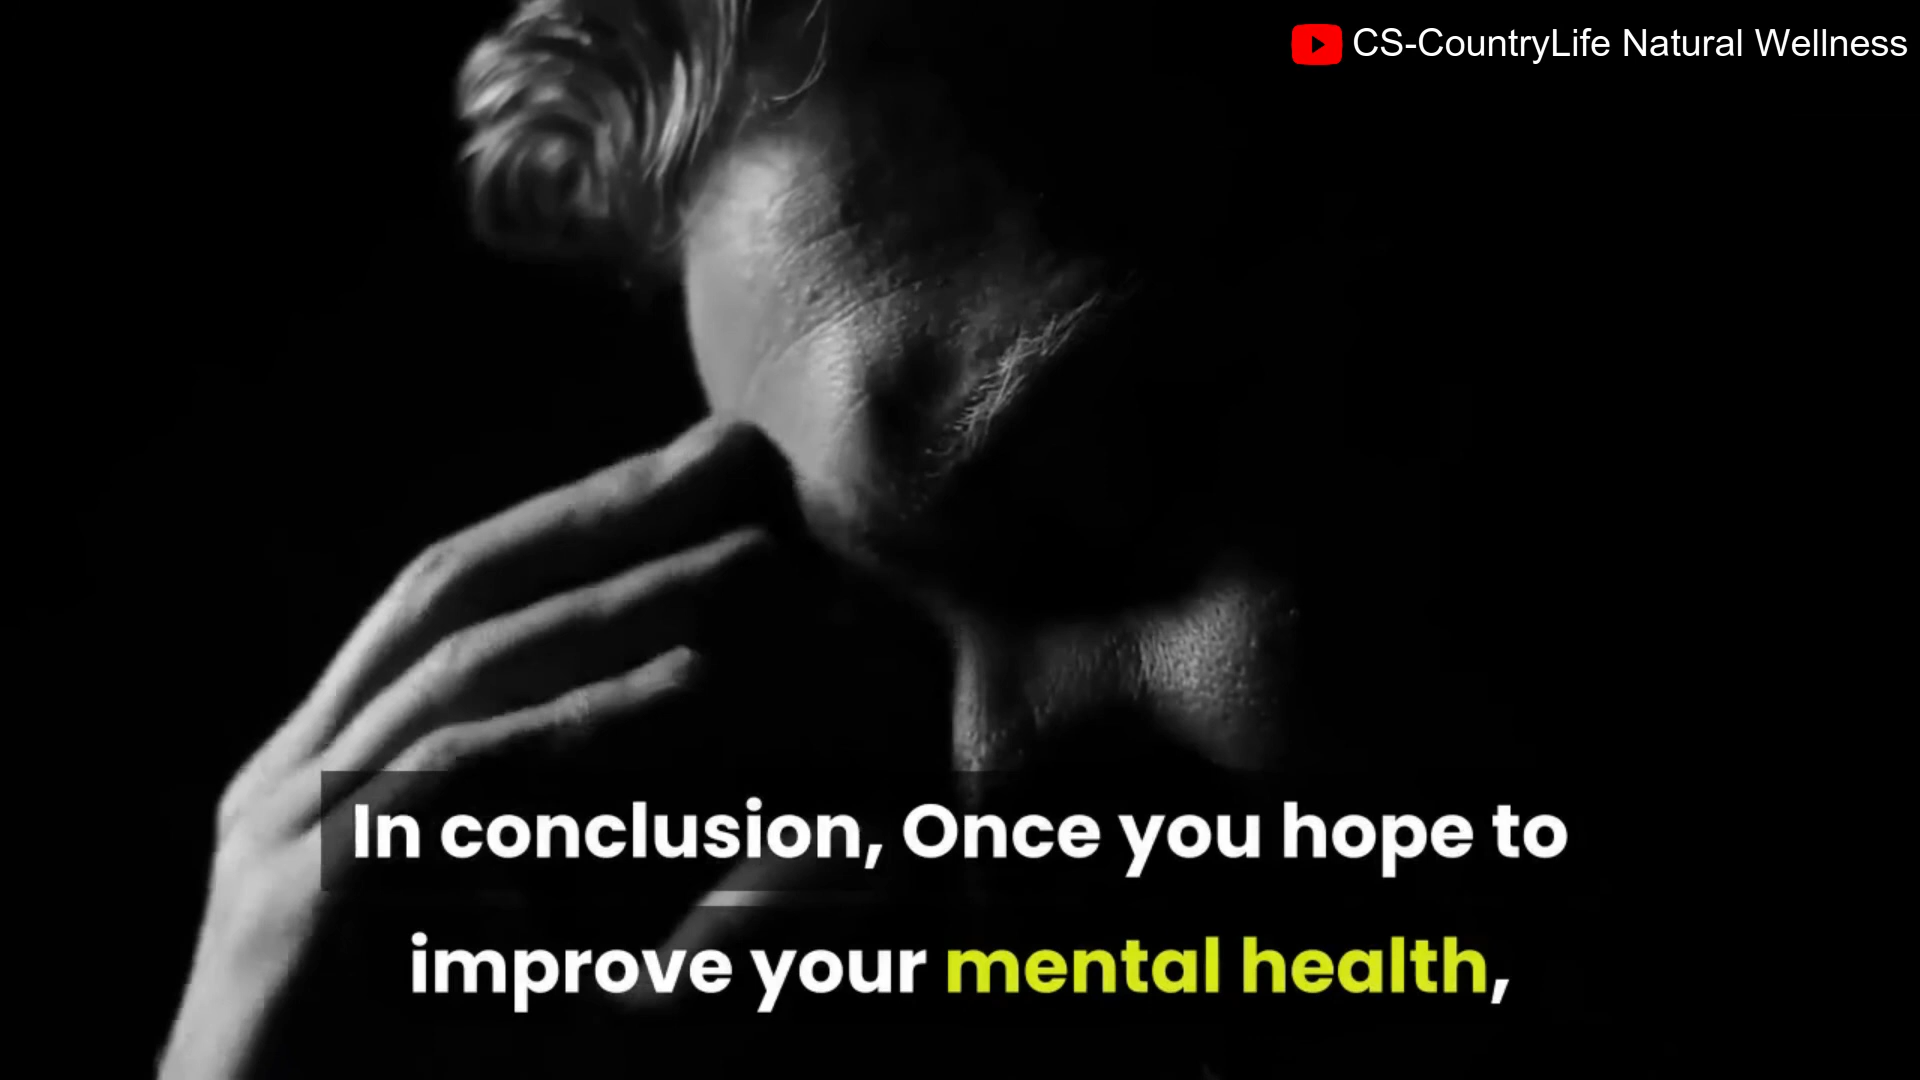 CS-CountryLife Natural Wellness
In conclusion, Once you hope to
improve your mental health,